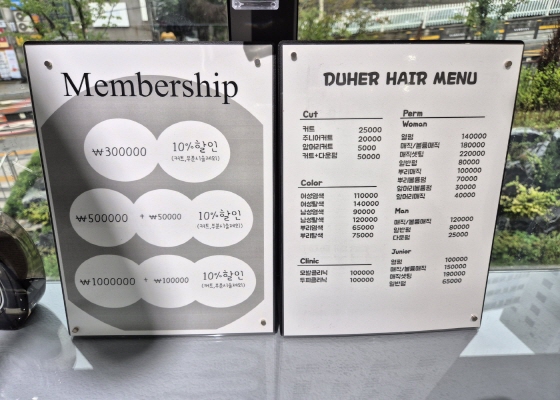 Membership
₩300000 10%할인
₩500000 + ₩50000 10%할인
₩1000000 + ₩100000 10%할인
DUHER HAIR MENU
Cut
커트 25000
주니어커트 20000
앞머리커트 5000
커트+다운펌 50000
Color
여성염색 110000
여성탈색 140000
남성염색 90000
남성탈색 120000
뿌리염색 65000
뿌리탈색 75000
Clinic
모발클리닉 100000
두피클리닉 100000
Perm
Woman
열펌 140000
매직/볼륨매직 180000
매직셋팅 220000
일반펌 80000
뿌리매직 100000
뿌리볼륨펌 70000
앞머리볼륨펌 30000
앞머리매직 40000
Man
매직/볼륨매직 120000
일반펌 80000
다운펌 25000
Junior
열펌 100000
매직/볼륨매직 150000
매직셋팅 180000
일반펌 65000